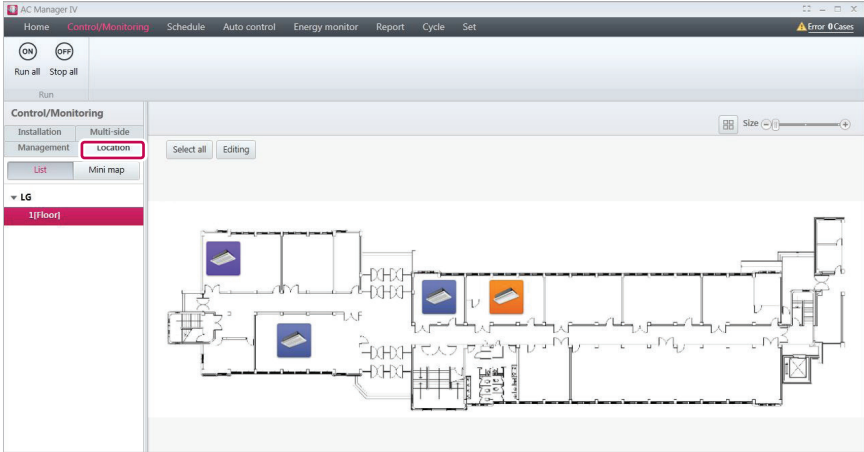 AC Manager IV
Home Control/Monitoring Schedule Auto control Energy monitor Report Cycle Set Error 0 Cases
ON OFF
Run all Stop all
Run
Control/Monitoring
Installation Multi-side
Management Location
Size
Select all Editing
List Mini map
LG
1[Floor]